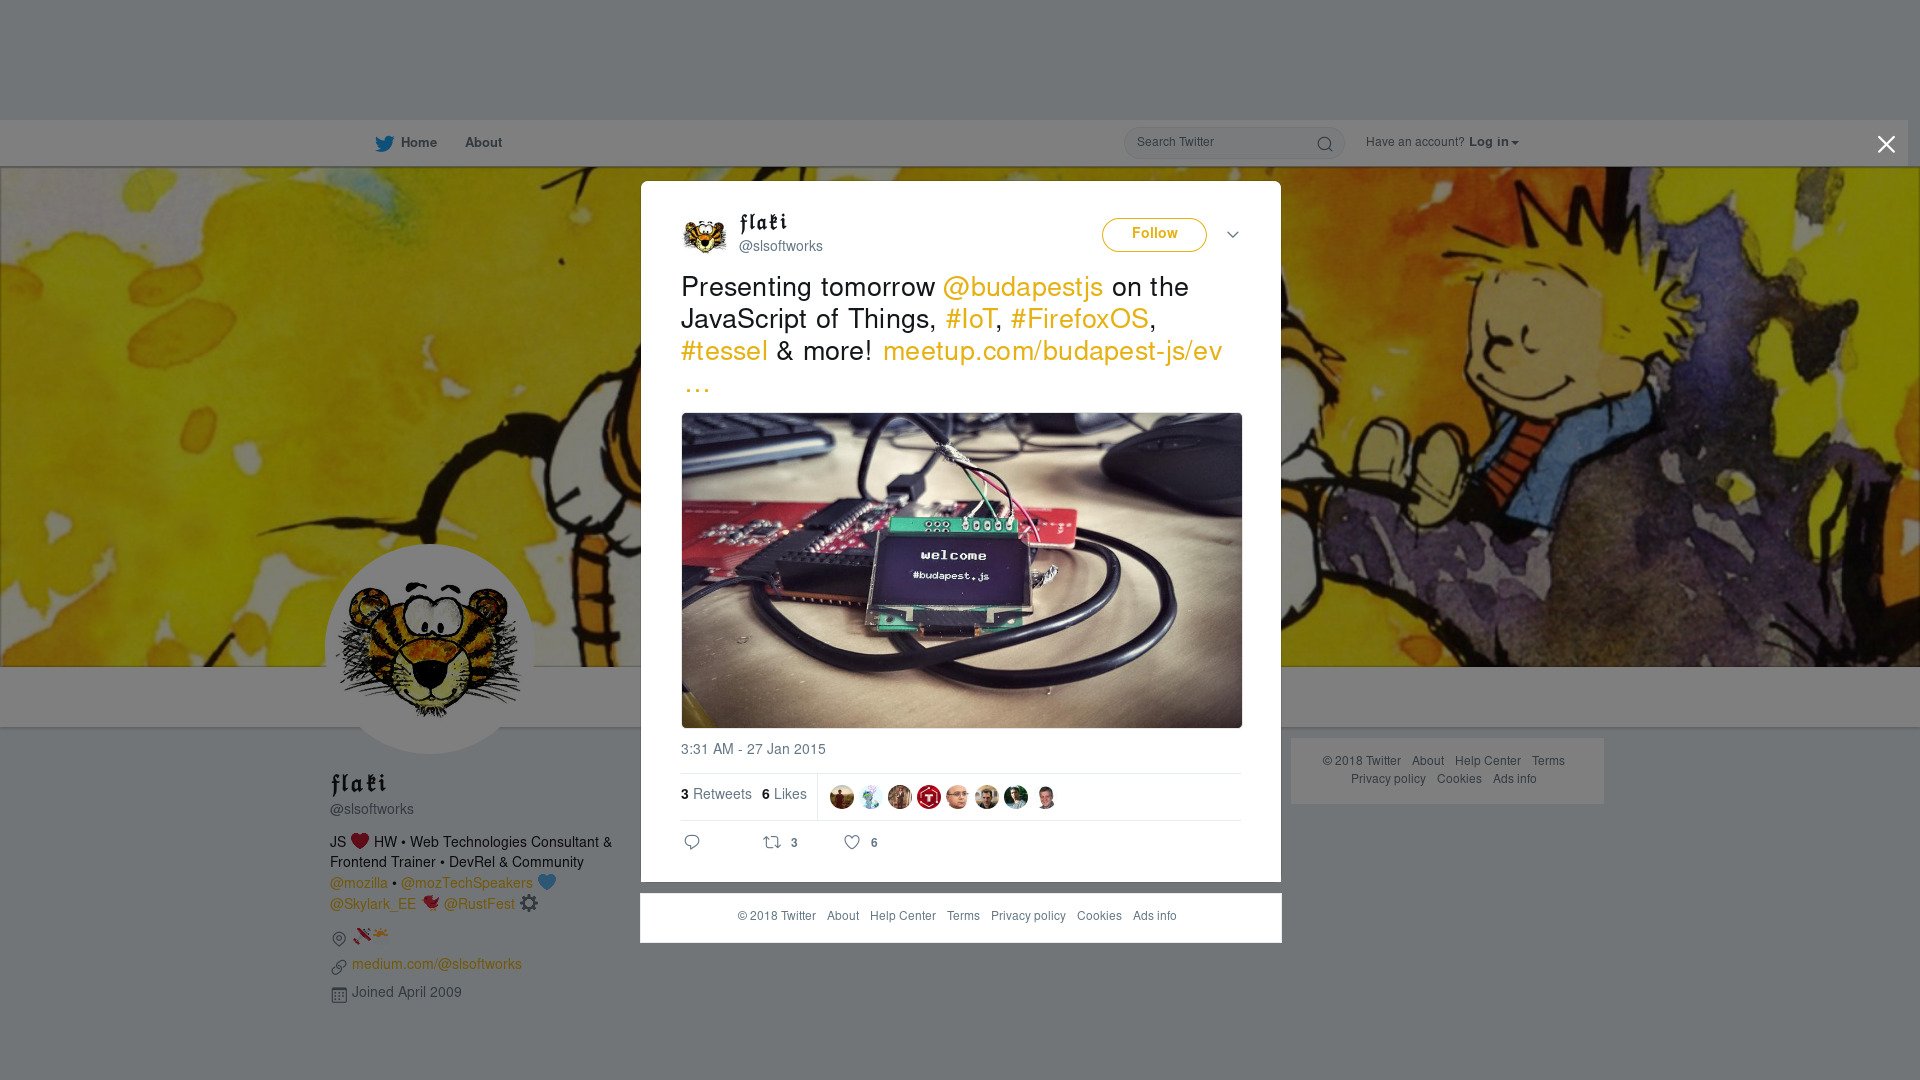 Home About
Search Twitter
Have an account? Log in
flaki
@slsoftworks
Follow
Presenting tomorrow @budapestjs on the
JavaScript of Things, #IoT, #FirefoxOS,
#tessel & more! meetup.com/budapest-js/ev
…
welcome
#budapest.js
3:31 AM - 27 Jan 2015
3 Retweets 6 Likes
3 6
© 2018 Twitter About Help Center Terms Privacy policy Cookies Ads info
flaki
@slsoftworks
JS ❤️ HW • Web Technologies Consultant &
Frontend Trainer • DevRel & Community
@mozilla • @mozTechSpeakers 💙
@Skylark_EE 🐦 @RustFest ⚙️
medium.com/@slsoftworks
Joined April 2009
© 2018 Twitter About Help Center Terms
Privacy policy Cookies Ads info